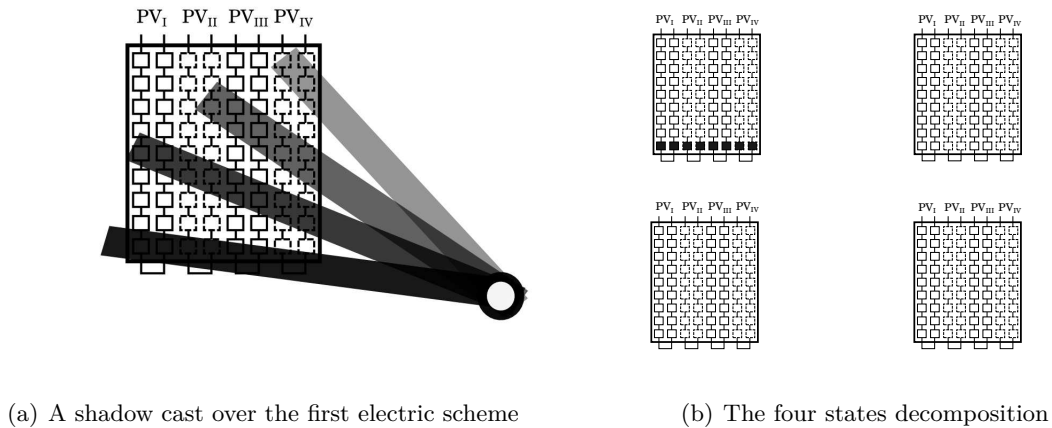 PV_I PV_II PV_III PV_IV
PV_I PV_II PV_III PV_IV
PV_I PV_II PV_III PV_IV
PV_I PV_II PV_III PV_IV
PV_I PV_II PV_III PV_IV
(a) A shadow cast over the first electric scheme
(b) The four states decomposition